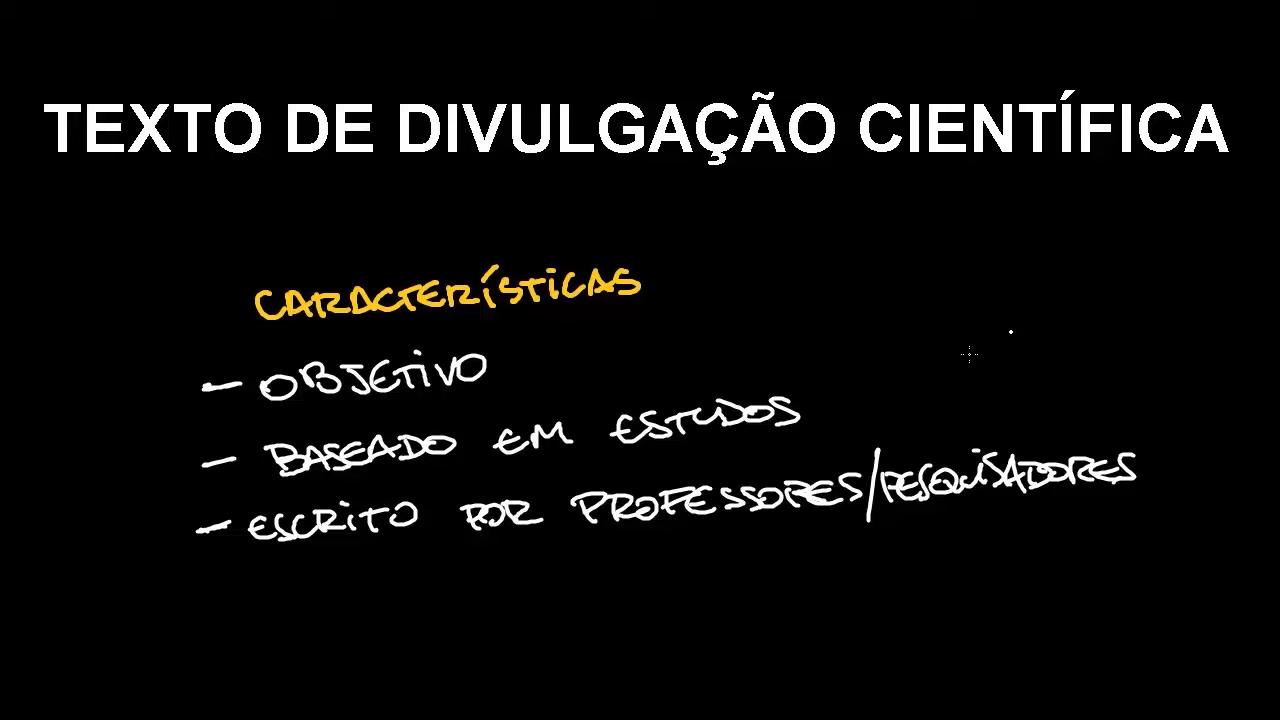 TEXTO DE DIVULGAÇÃO CIENTÍFICA
CARACTERÍSTICAS
- OBJETIVO
- BASEADO EM ESTUDOS
- ESCRITO POR PROFESSORES/PESQUISADORES